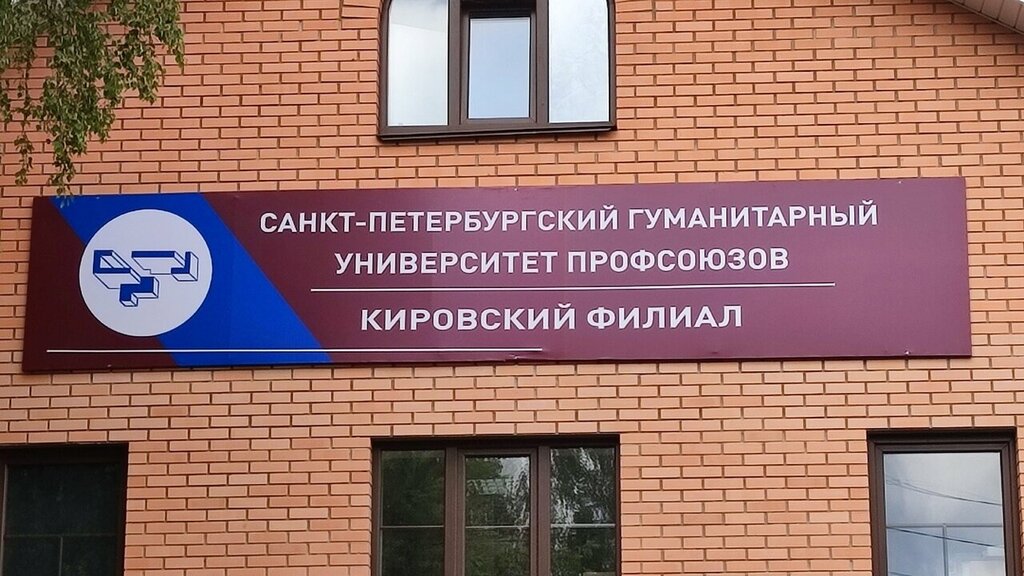 САНКТ-ПЕТЕРБУРГСКИЙ ГУМАНИТАРНЫЙ
УНИВЕРСИТЕТ ПРОФСОЮЗОВ
КИРОВСКИЙ ФИЛИАЛ